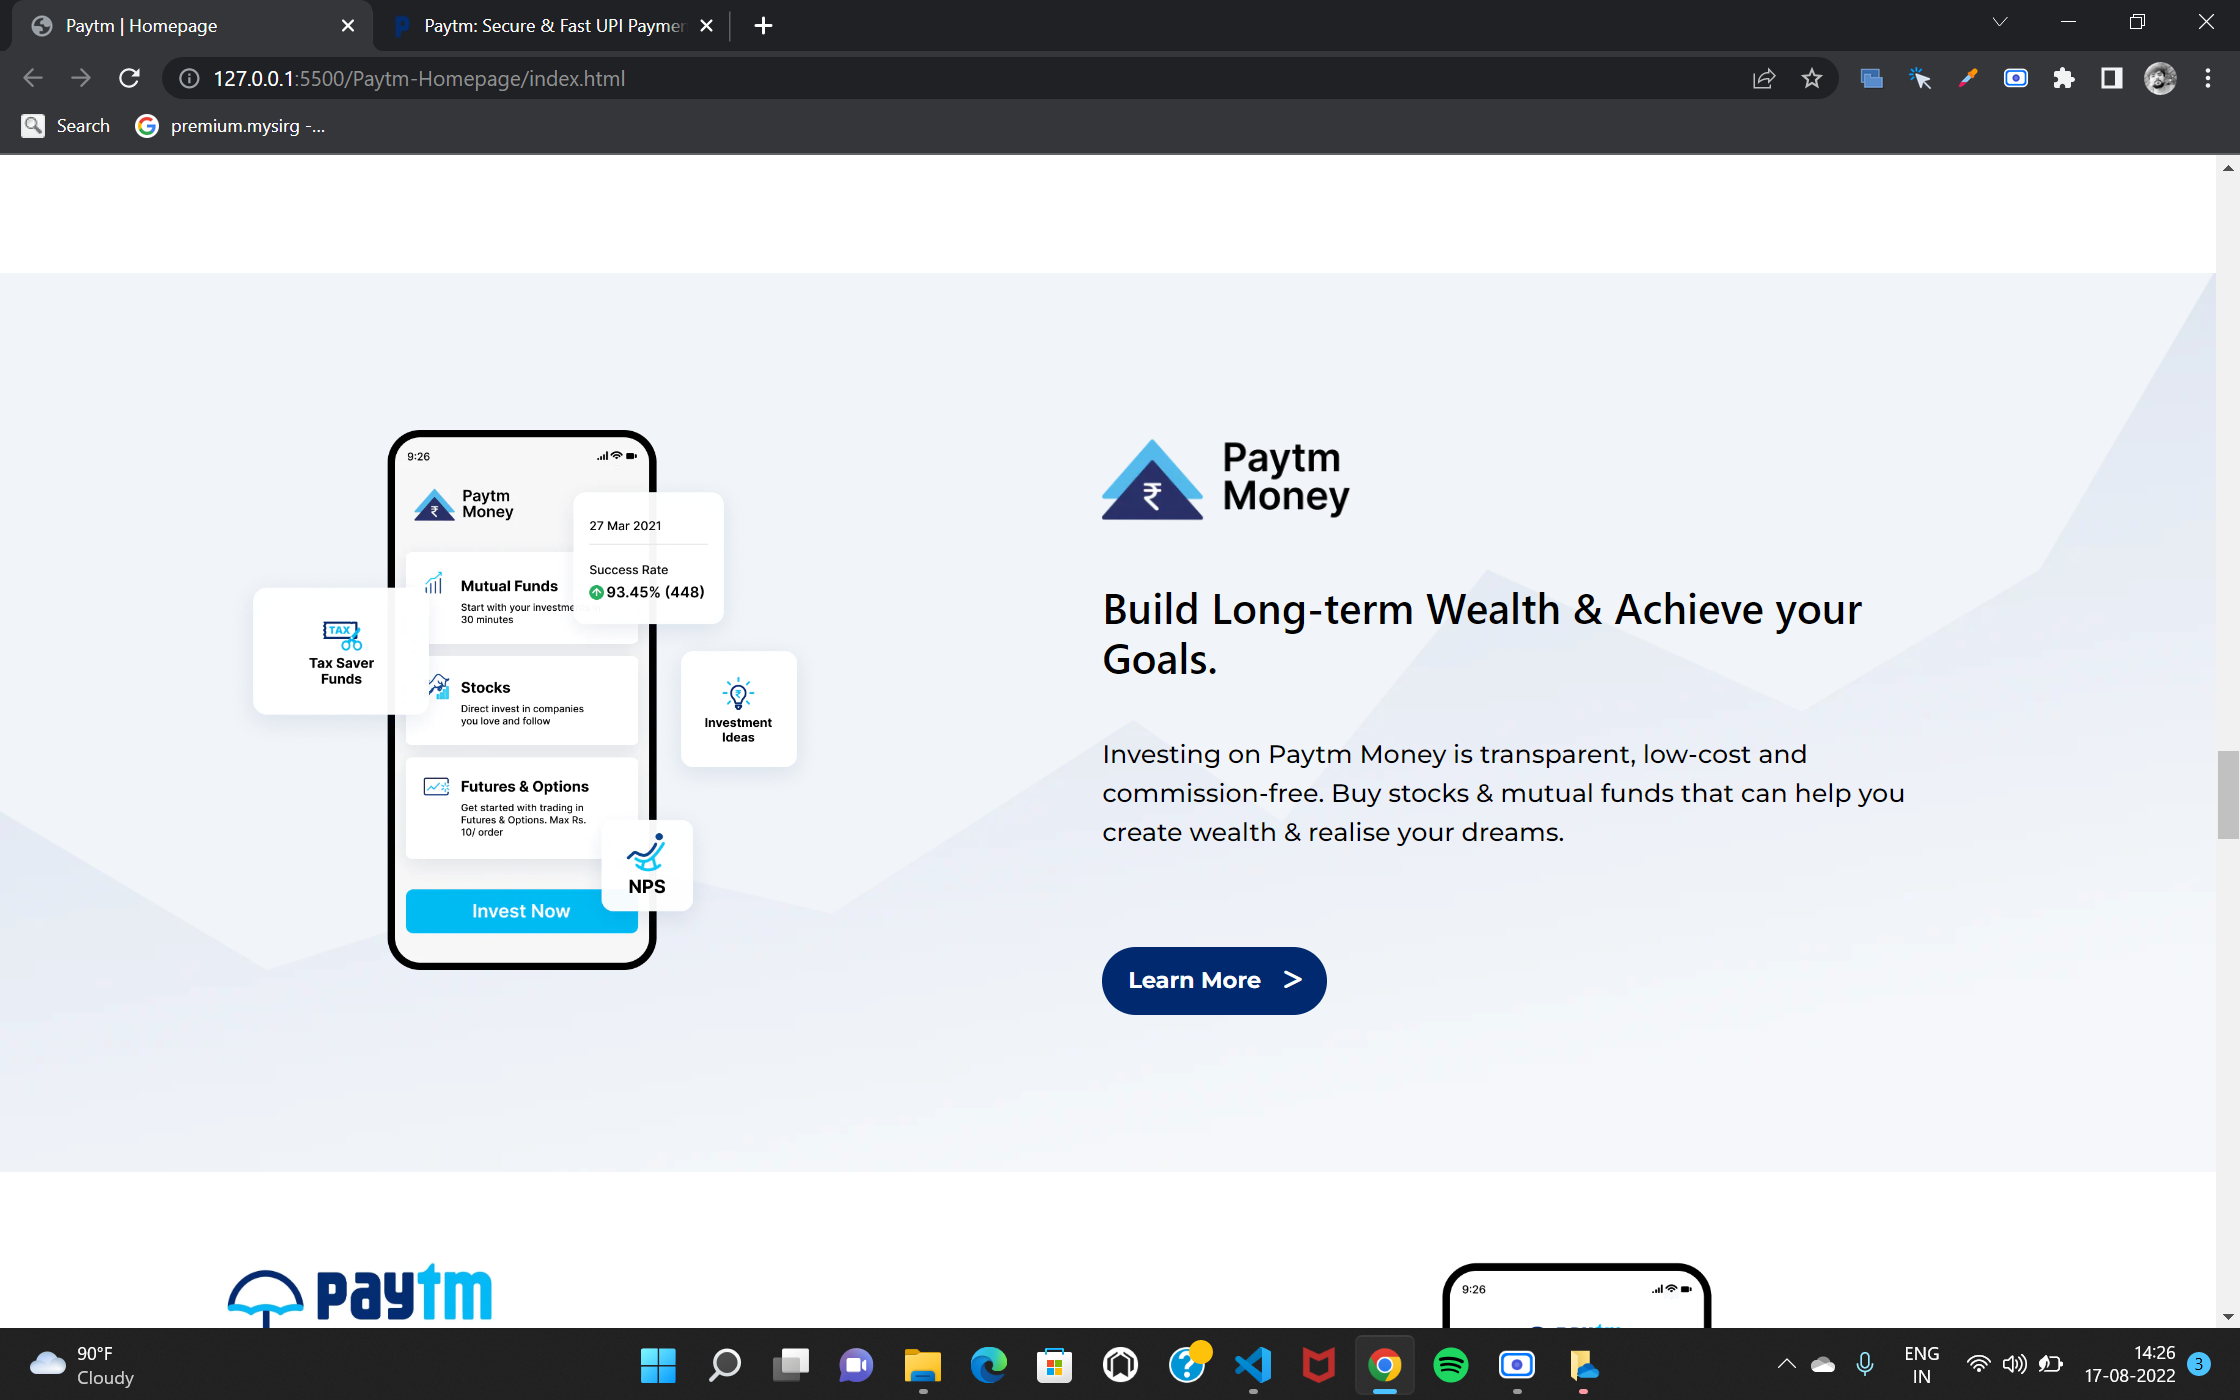 Paytm | Homepage
Paytm: Secure & Fast UPI Paymen
127.0.0.1:5500/Paytm-Homepage/index.html
Search
premium.mysirg -...
9:26
Paytm
Money
27 Mar 2021
Success Rate
93.45% (448)
Mutual Funds
Start with your investme
30 minutes
TAX
Tax Saver
Funds
Stocks
Direct invest in companies
you love and follow
Investment
Ideas
Futures & Options
Get started with trading in
Futures & Options. Max Rs.
10/ order
NPS
Invest Now
Paytm
Money
Build Long-term Wealth & Achieve your
Goals.
Investing on Paytm Money is transparent, low-cost and
commission-free. Buy stocks & mutual funds that can help you
create wealth & realise your dreams.
Learn More >
paytm
9:26
90°F
Cloudy
ENG
IN
14:26
17-08-2022
3